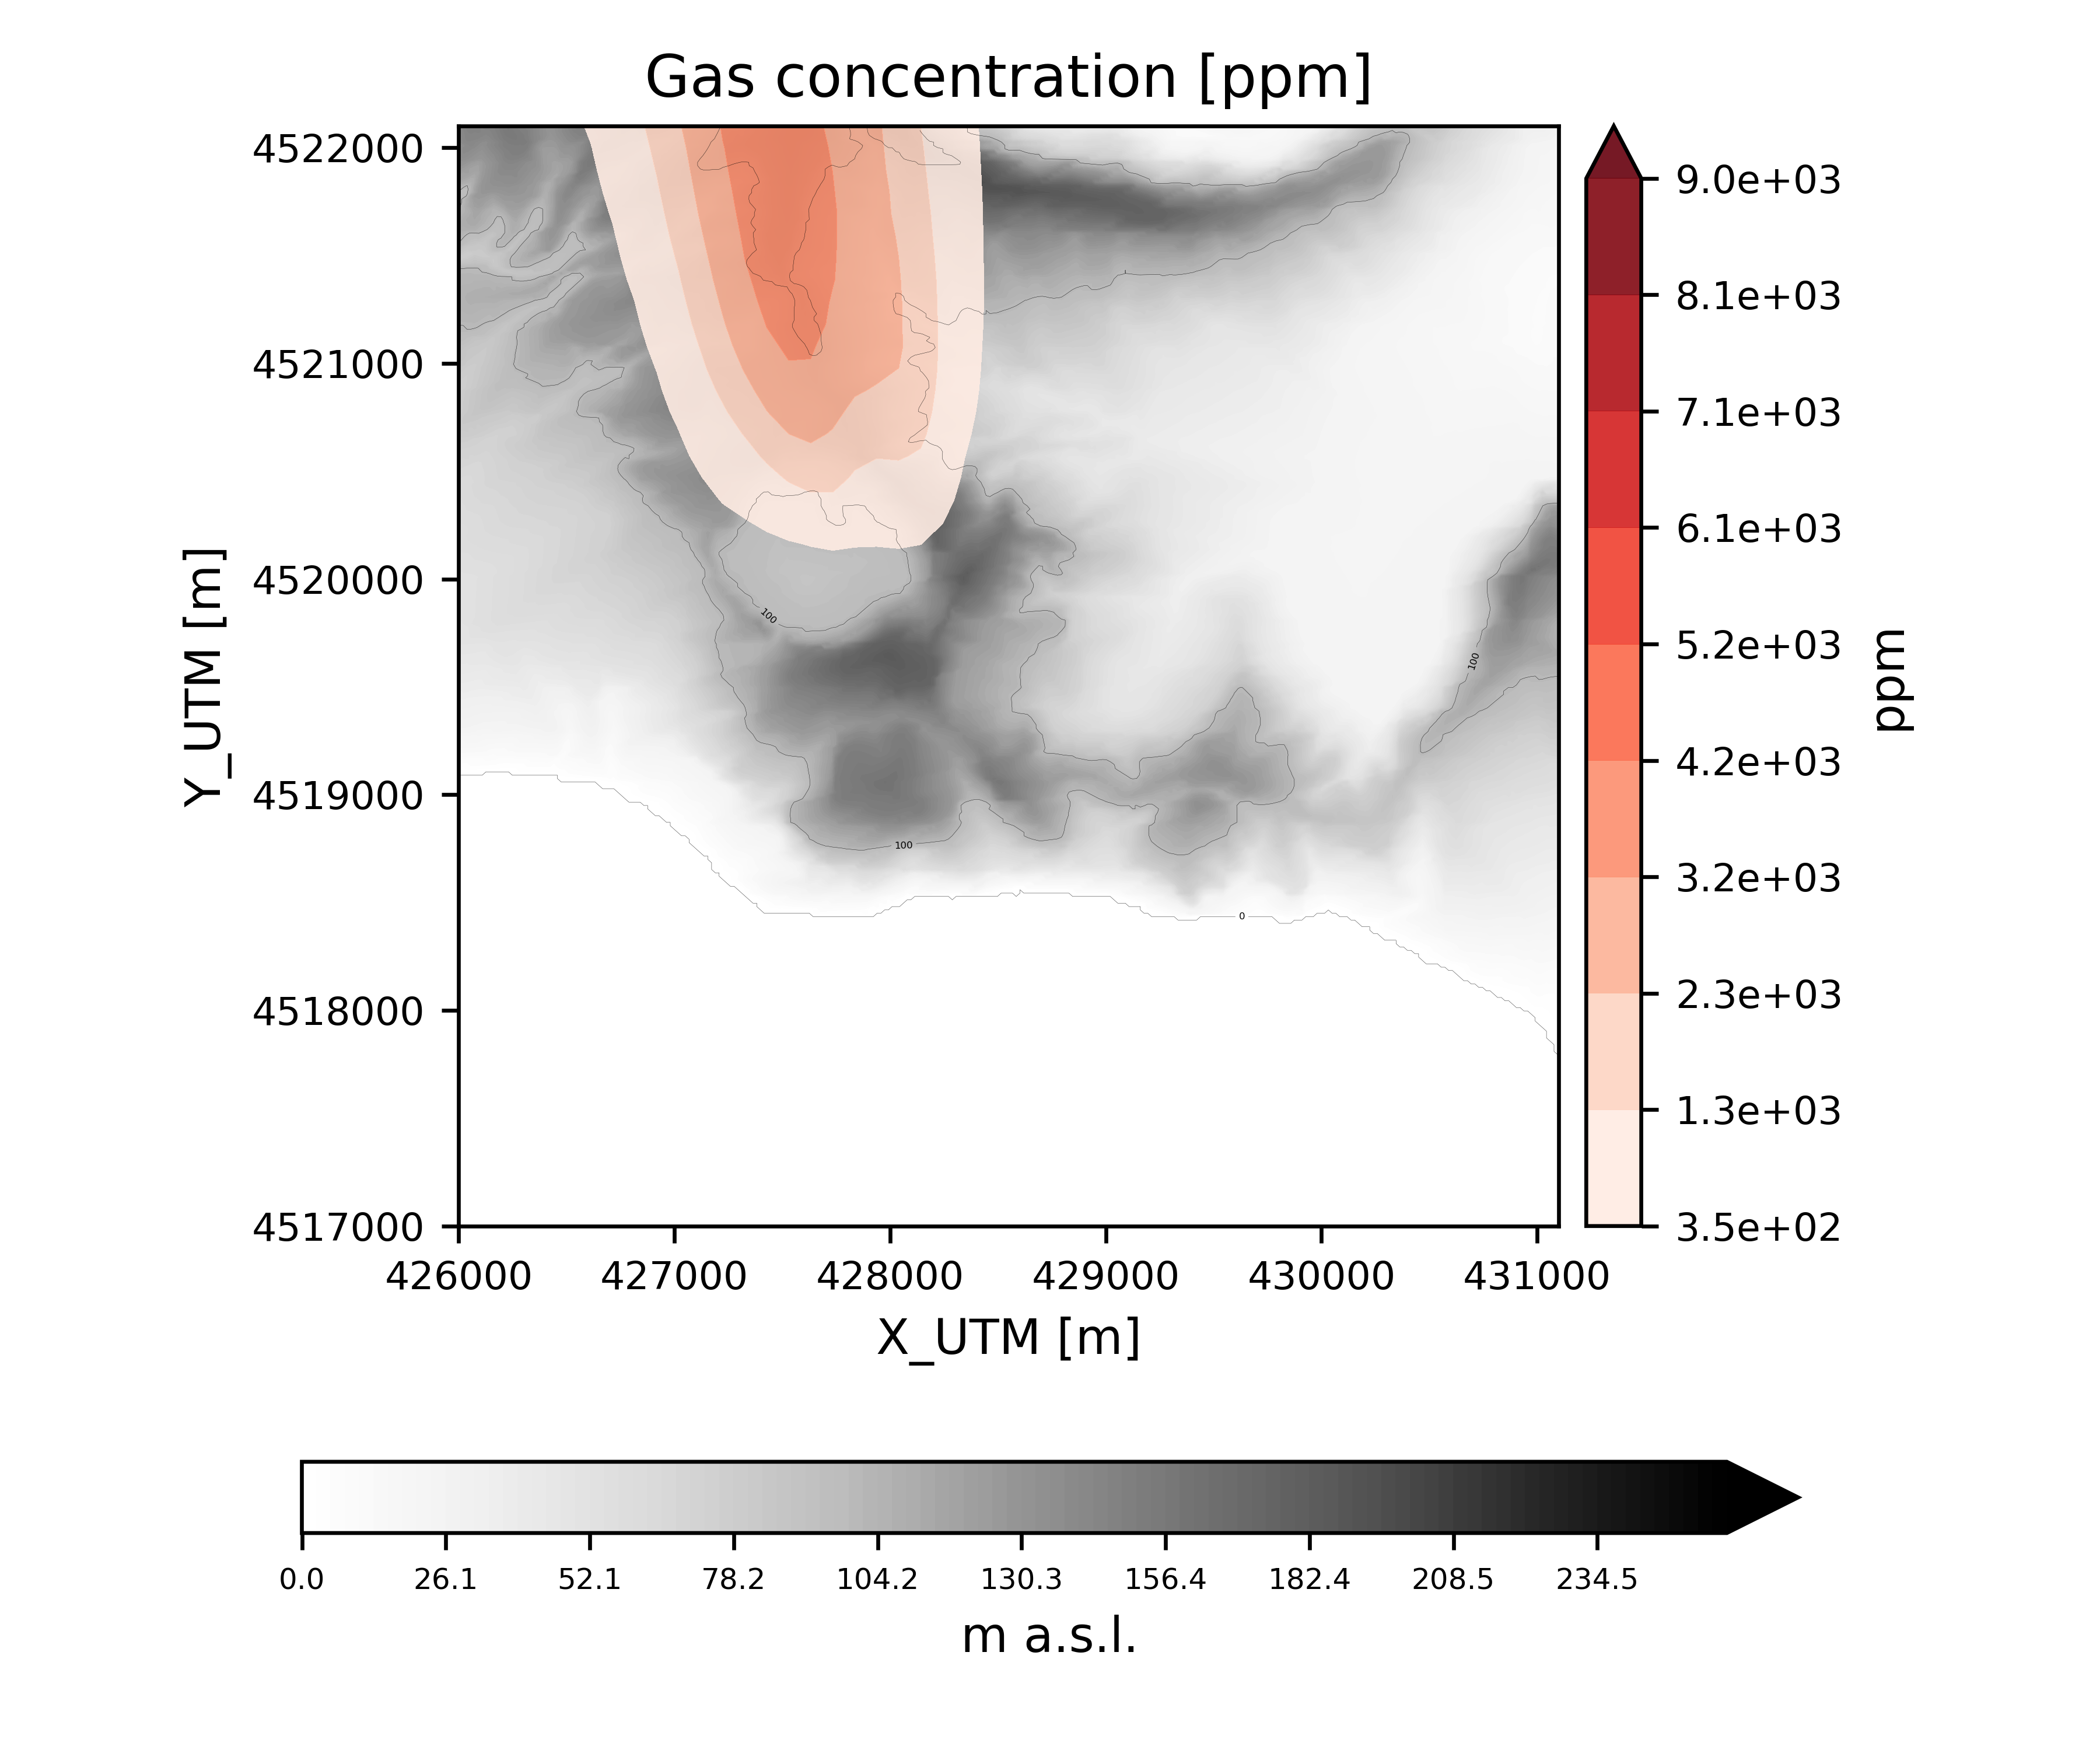 Gas concentration [ppm]
4522000
4521000
4520000
4519000
4518000
4517000
Y_UTM [m]
100
100
100
0
426000 427000 428000 429000 430000 431000
X_UTM [m]
9.0e+03
8.1e+03
7.1e+03
6.1e+03
5.2e+03
4.2e+03
3.2e+03
2.3e+03
1.3e+03
3.5e+02
ppm
0.0 26.1 52.1 78.2 104.2 130.3 156.4 182.4 208.5 234.5
m a.s.l.